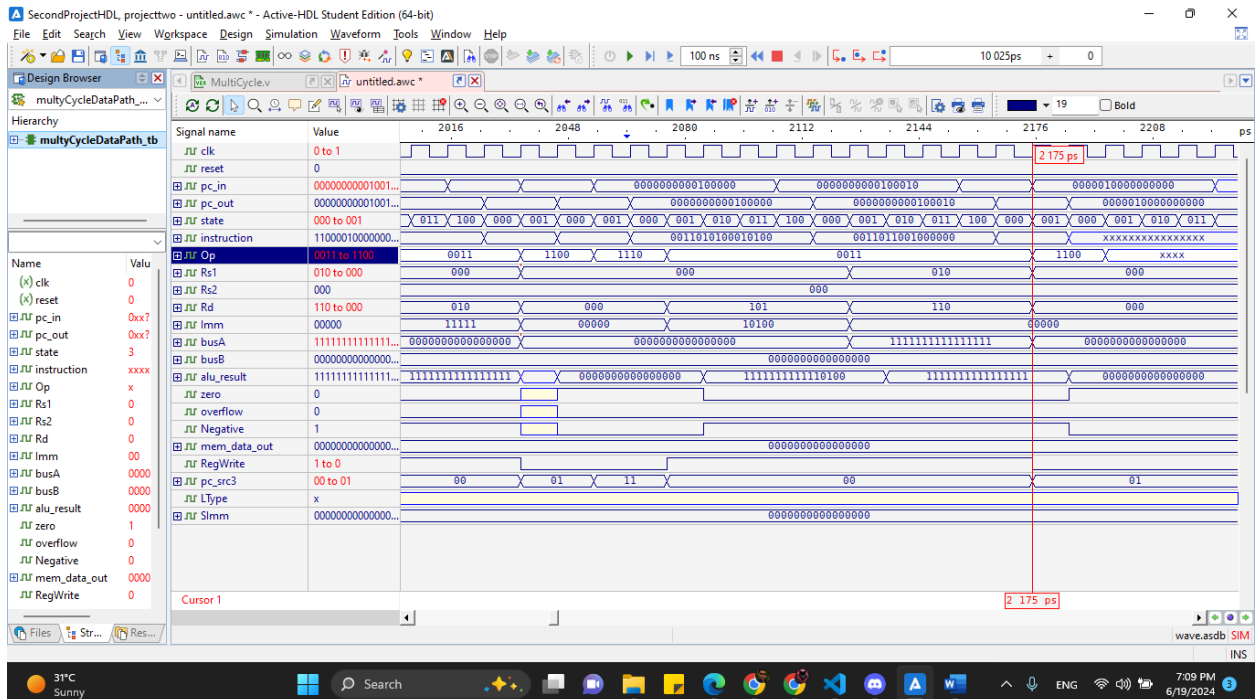 SecondProjectHDL, projecttwo - untitled.awc * - Active-HDL Student Edition (64-bit)
File Edit Search View Workspace Design Simulation Waveform Tools Window Help
100 ns 10 025ps + 0
Design Browser
MultiCycle.v untitled.awc *
multyCycleDataPath_... 19 Bold
Hierarchy
multyCycleDataPath_tb
Signal name Value 2016 2048 2080 2112 2144 2176 2208 ps
clk 0 to 1 2 175 ps
reset 0
pc_in 00000000001001... 0000000000100000 0000000000100010 0000010000000000
pc_out 00000000001001... 0000000000100000 0000000000100010 0000010000000000
state 000 to 001 011 100 000 001 000 001 000 001 010 011 100 000 001 010 011 100 000 001 000 001 010 011
instruction 11000010000000... 0011010100010100 0011011001000000 xxxxxxxxxxxxxxxx
Op 0011 to 1100 0011 1100 1110 0011 1100 xxxx
Rs1 010 to 000 000 000 010 000
Rs2 000 000
Rd 110 to 000 010 000 101 110 000
Imm 00000 11111 00000 10100 00000
busA 11111111111111... 0000000000000000 0000000000000000 1111111111111111 0000000000000000
busB 00000000000000... 0000000000000000
alu_result 11111111111111... 1111111111111111 0000000000000000 1111111111110100 1111111111111111 0000000000000000
zero 0
overflow 0
Negative 1
mem_data_out 00000000000000... 0000000000000000
RegWrite 1 to 0
pc_src3 00 to 01 00 01 11 00 01
LType x
SImm 00000000000000... 0000000000000000
Cursor 1 2 175 ps
Name Valu
clk 0
reset 0
pc_in 0xx?
pc_out 0xx?
state 3
instruction xxxx
Op x
Rs1 0
Rs2 0
Rd 0
Imm 00
busA 0000
busB 0000
alu_result 0000
zero 1
overflow 0
Negative 0
mem_data_out 0000
RegWrite 0
Files Str... Res...
wave.asdb SIM
INS
31°C
Sunny
Search
ENG
7:09 PM
6/19/2024
3